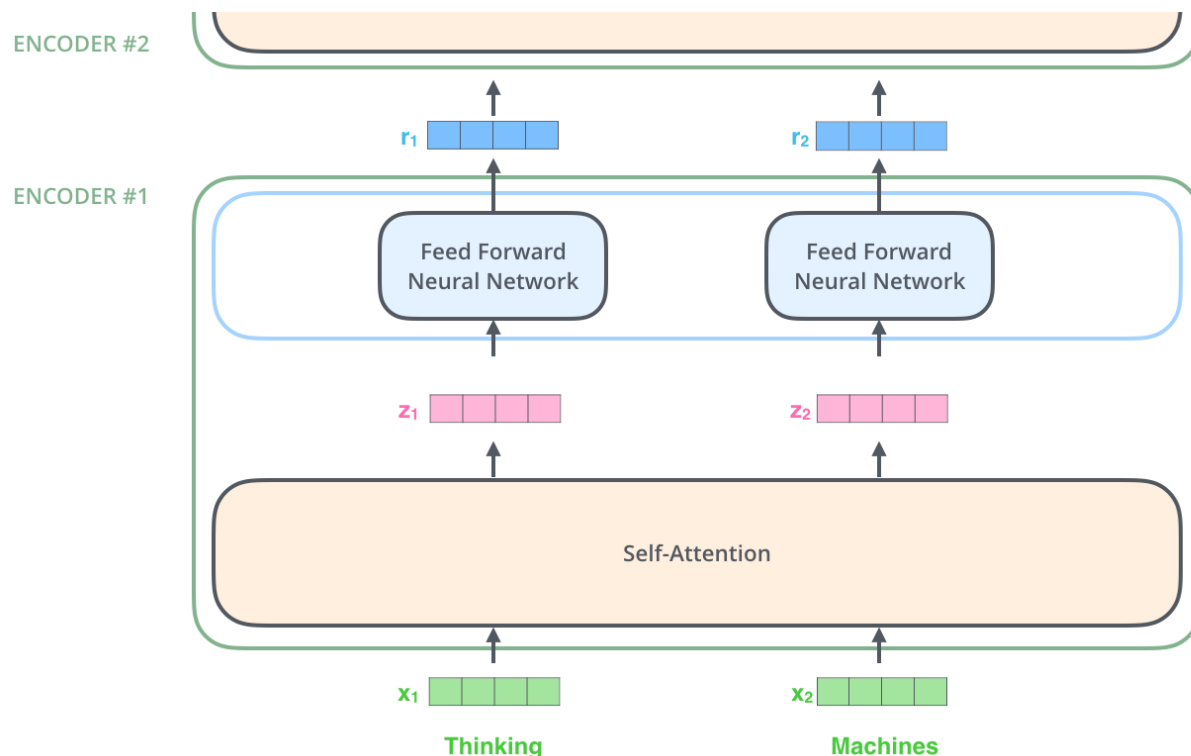 ENCODER #2
r₁
r₂
ENCODER #1
Feed Forward
Neural Network
Feed Forward
Neural Network
z₁
z₂
Self-Attention
x₁
x₂
Thinking
Machines